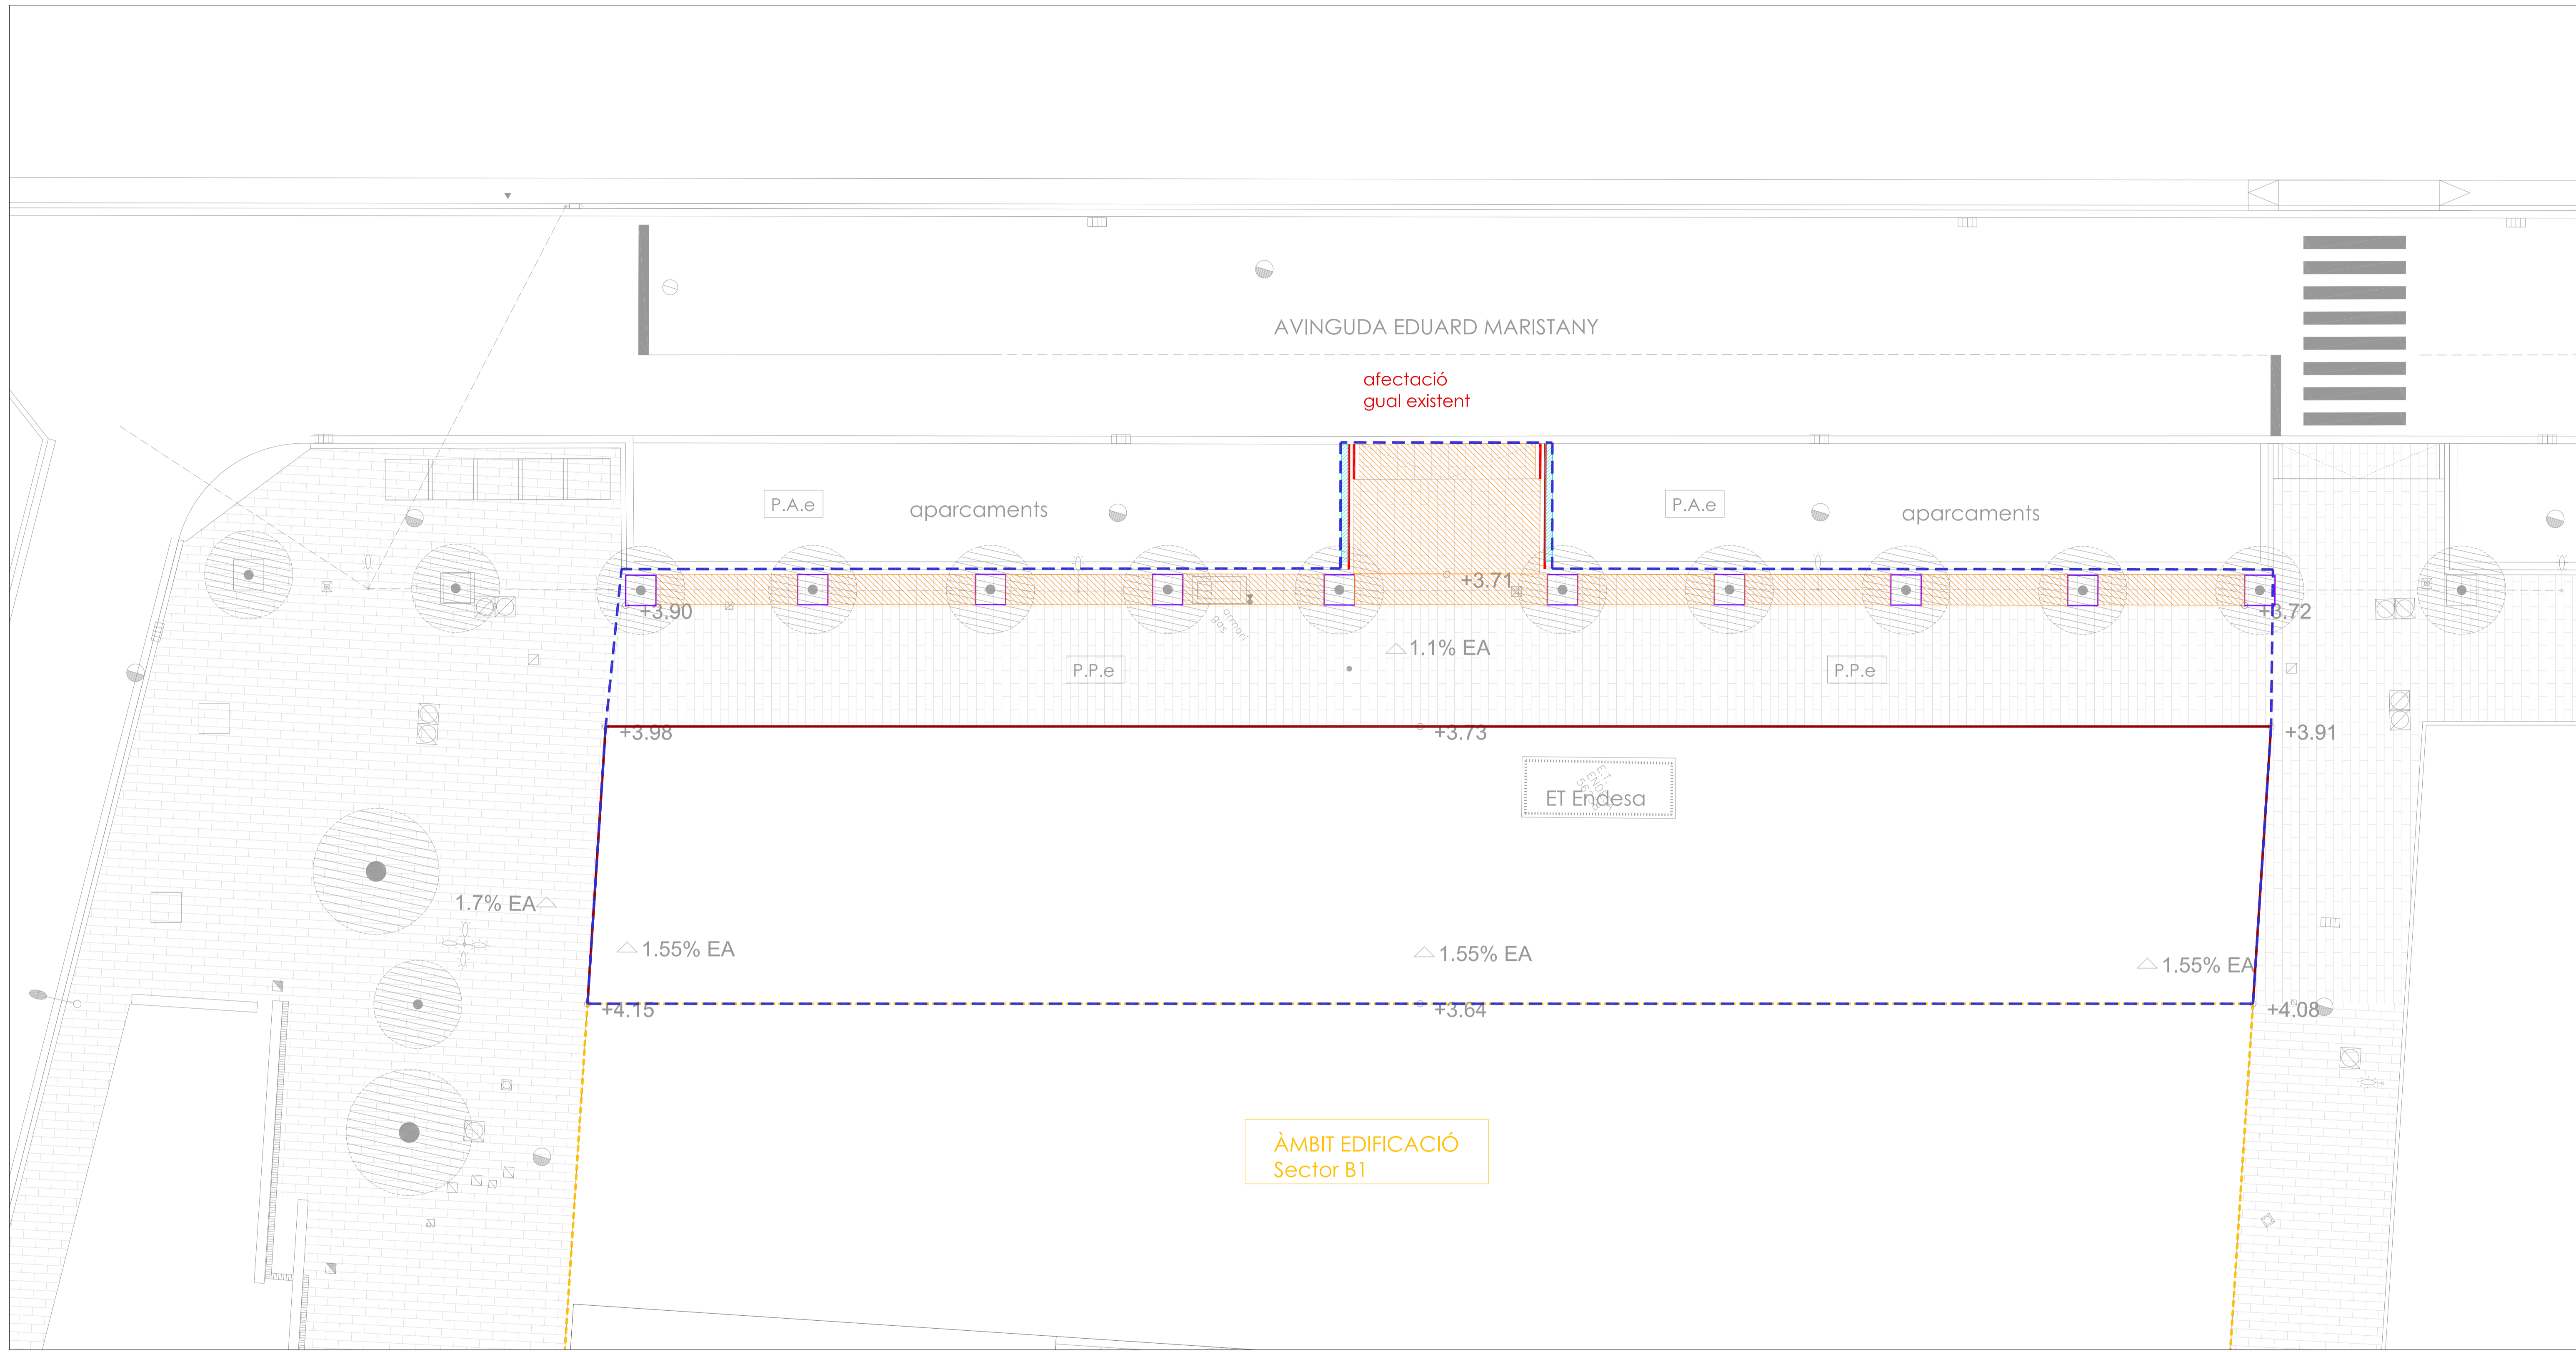 AVINGUDA EDUARD MARISTANY
afectació
gual existent
P.A.e
aparcaments
P.A.e
aparcaments
+3.71
+3.90
+3.72
armari
gas
1.1% EA
P.P.e
P.P.e
+3.98
+3.73
+3.91
E.T.
ET Endesa
1.7% EA
1.55% EA
1.55% EA
1.55% EA
+4.15
+3.64
+4.08
ÀMBIT EDIFICACIÓ
Sector B1